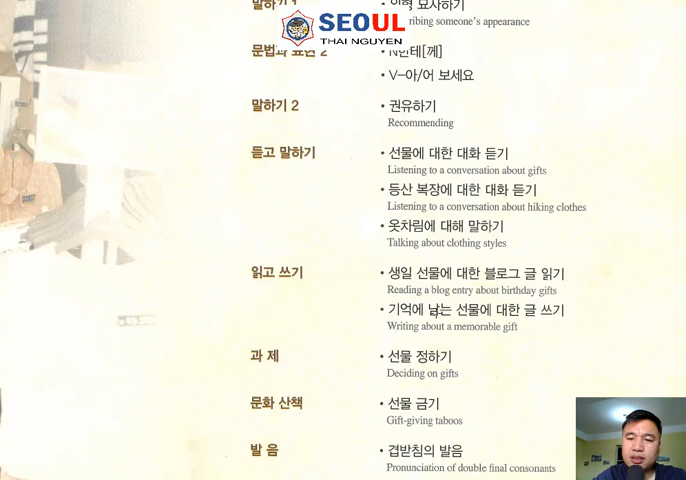 말하기 1
SEOUL
THAI NGUYEN
외형 묘사하기
ribing someone's appearance
문법과 표현 2
• N한테[께]
• V–아/어 보세요
말하기 2
• 권유하기
Recommending
듣고 말하기
• 선물에 대한 대화 듣기
Listening to a conversation about gifts
• 등산 복장에 대한 대화 듣기
Listening to a conversation about hiking clothes
• 옷차림에 대해 말하기
Talking about clothing styles
읽고 쓰기
• 생일 선물에 대한 블로그 글 읽기
Reading a blog entry about birthday gifts
• 기억에 남는 선물에 대한 글 쓰기
Writing about a memorable gift
과 제
• 선물 정하기
Deciding on gifts
문화 산책
• 선물 금기
Gift-giving taboos
발 음
• 겹받침의 발음
Pronunciation of double final consonants